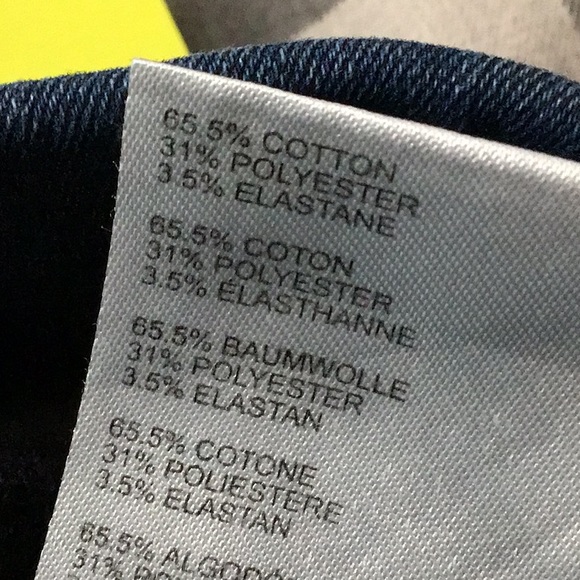 65.5% COTTON
31% POLYESTER
3.5% ELASTANE
65.5% COTON
31% POLYESTER
3.5% ELASTHANNE
65.5% BAUMWOLLE
31% POLYESTER
3.5% ELASTAN
65.5% COTONE
31% POLIESTERE
3.5% ELASTAN
65.5%
31%